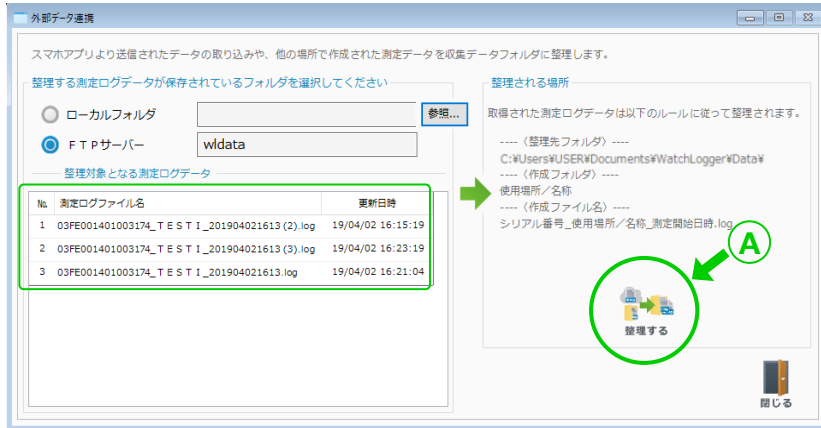 外部データ連携
スマホアプリより送信されたデータの取り込みや、他の場所で作成された測定データを収集データフォルダに整理します。
整理する測定ログデータが保存されているフォルダを選択してください
ローカルフォルダ
参照...
ＦＴＰサーバー
wldata
整理対象となる測定ログデータ
№ 測定ログファイル名 更新日時
1 03FE001401003174_ＴＥＳＴＩ_201904021613 (2).log 19/04/02 16:15:19
2 03FE001401003174_ＴＥＳＴＩ_201904021613 (3).log 19/04/02 16:23:19
3 03FE001401003174_ＴＥＳＴＩ_201904021613.log 19/04/02 16:21:04
整理される場所
取得された測定ログデータは以下のルールに従って整理されます。
----〈整理先フォルダ〉----
C:¥Users¥USER¥Documents¥WatchLogger¥Data¥
----〈作成フォルダ〉----
使用場所／名称
----〈作成ファイル名〉----
シリアル番号_使用場所／名称_測定開始日時.log
A
整理する
閉じる